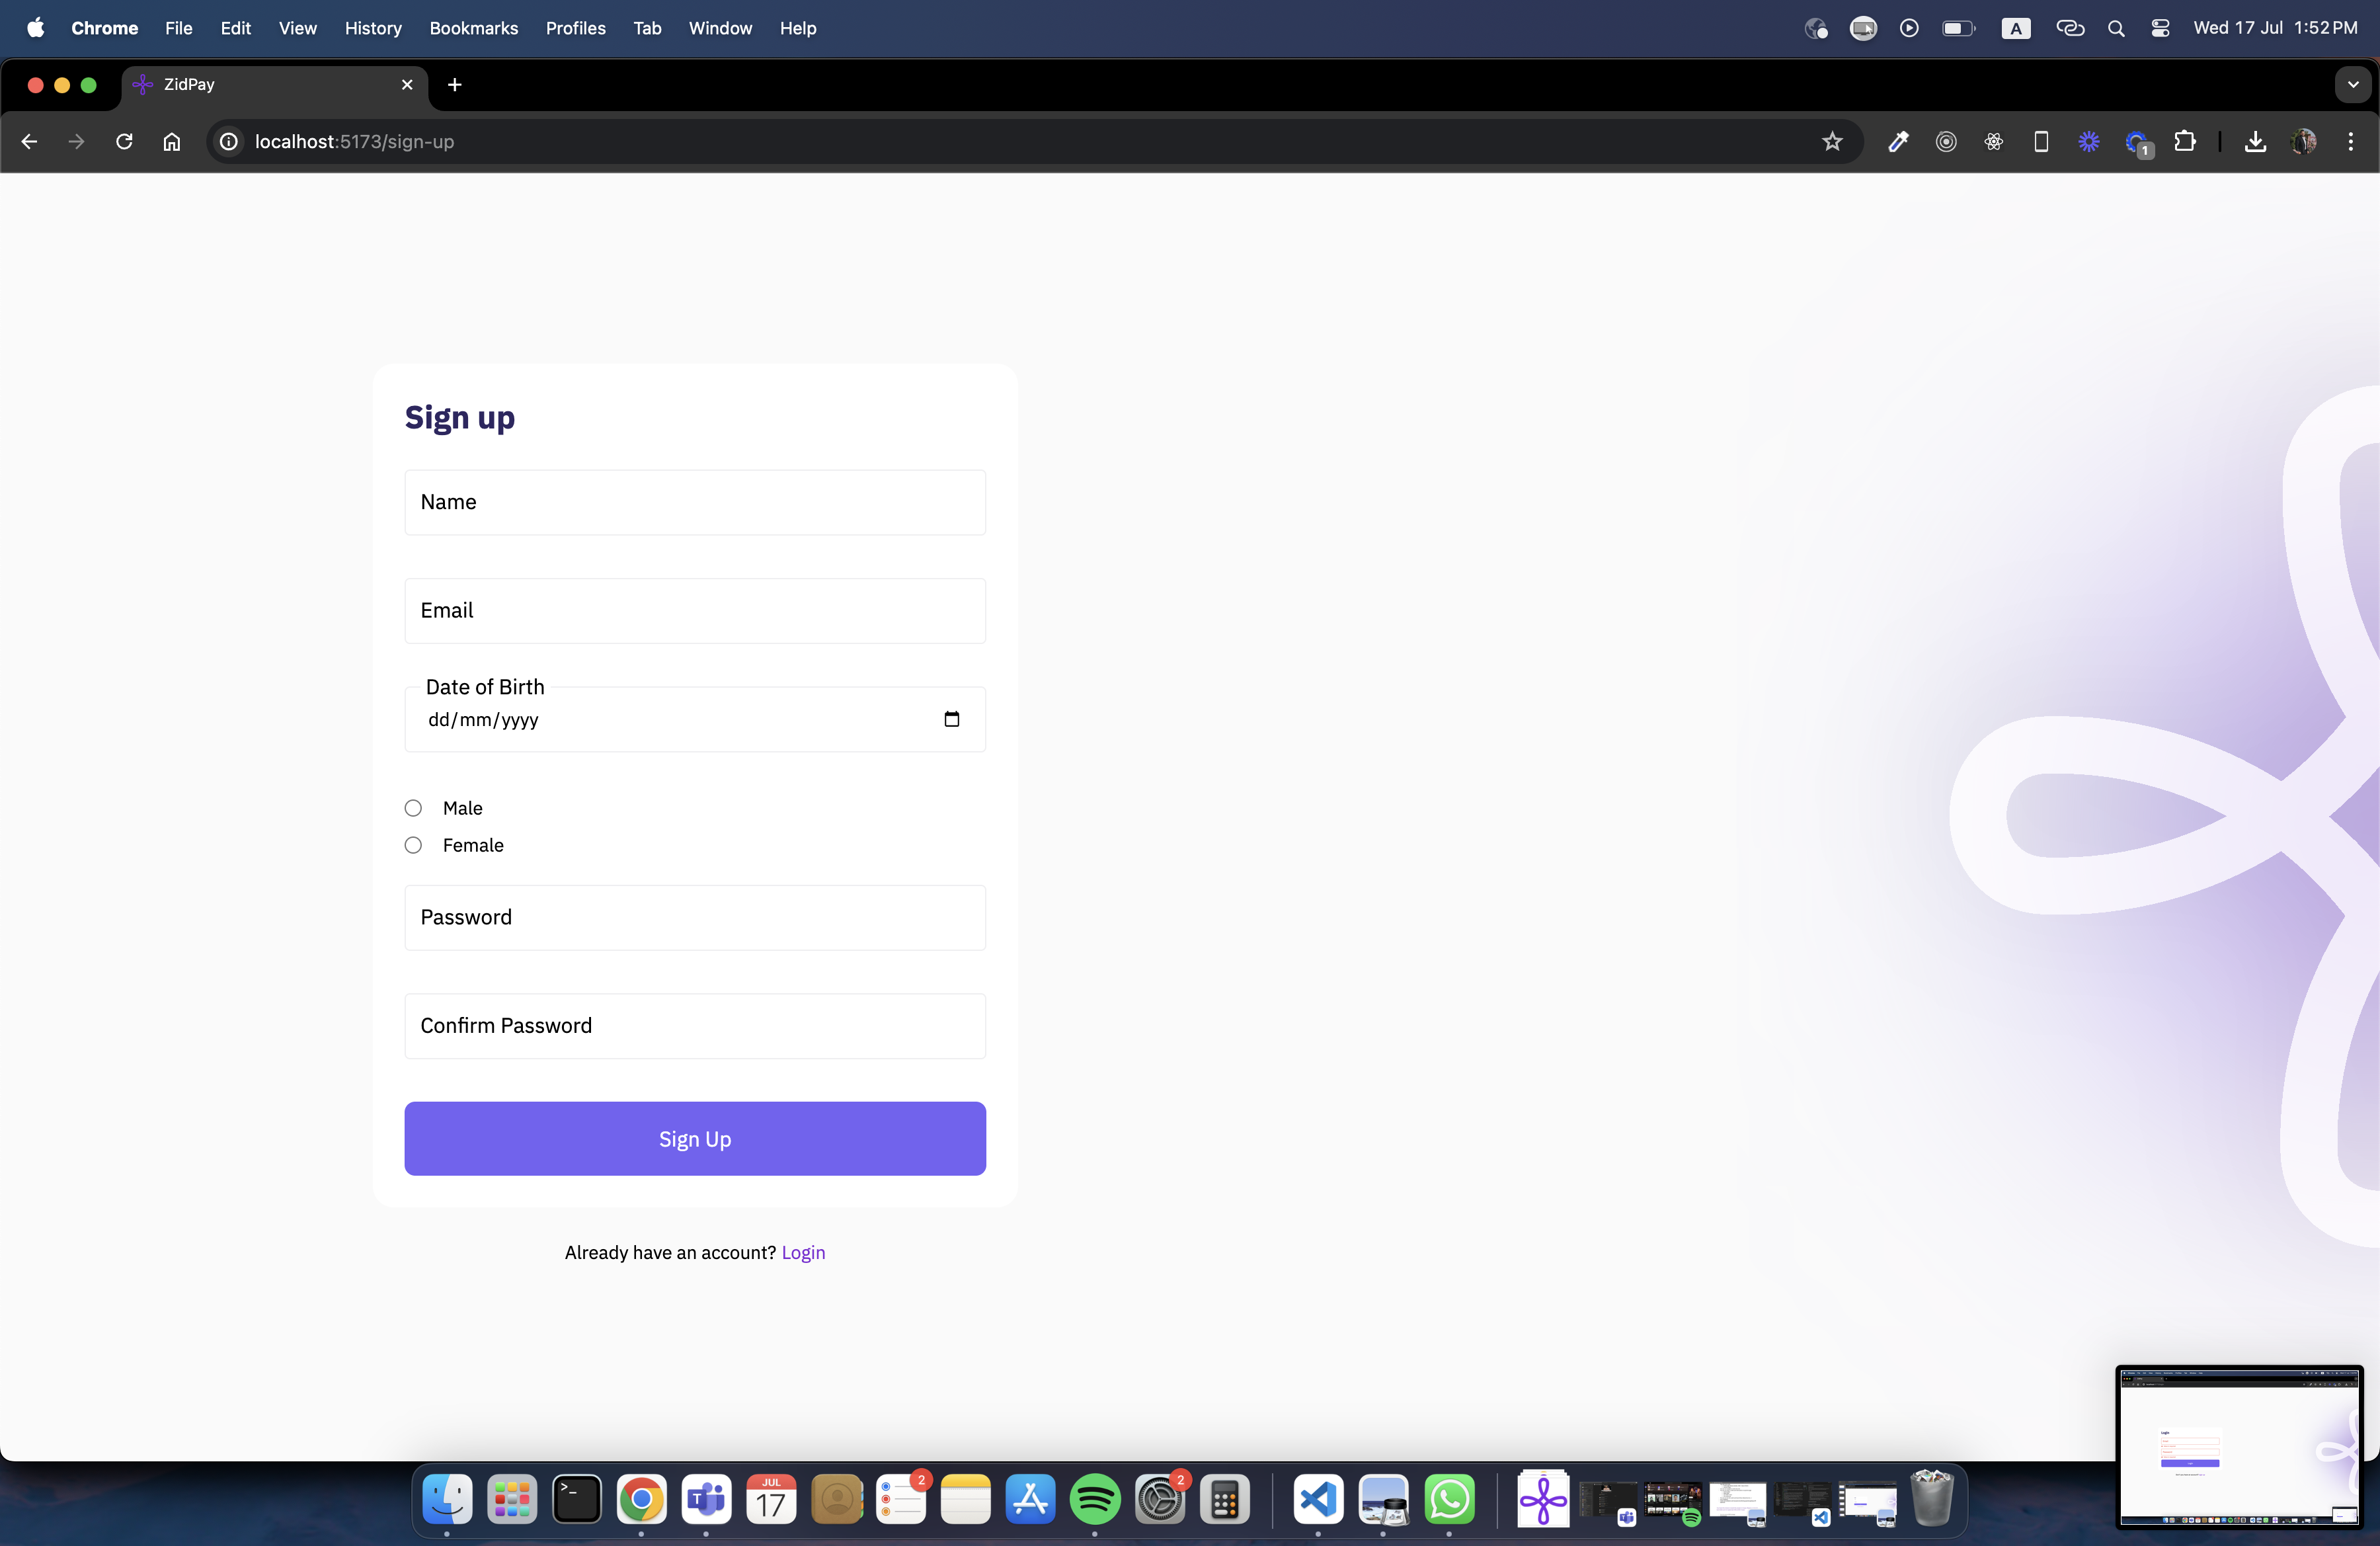 Chrome File Edit View History Bookmarks Profiles Tab Window Help A Wed 17 Jul 1:52 PM
ZidPay
localhost:5173/sign-up
1
Sign up
Name
Email
Date of Birth
dd/mm/yyyy
Male
Female
Password
Confirm Password
Sign Up
Already have an account? Login
JUL
17
2
2